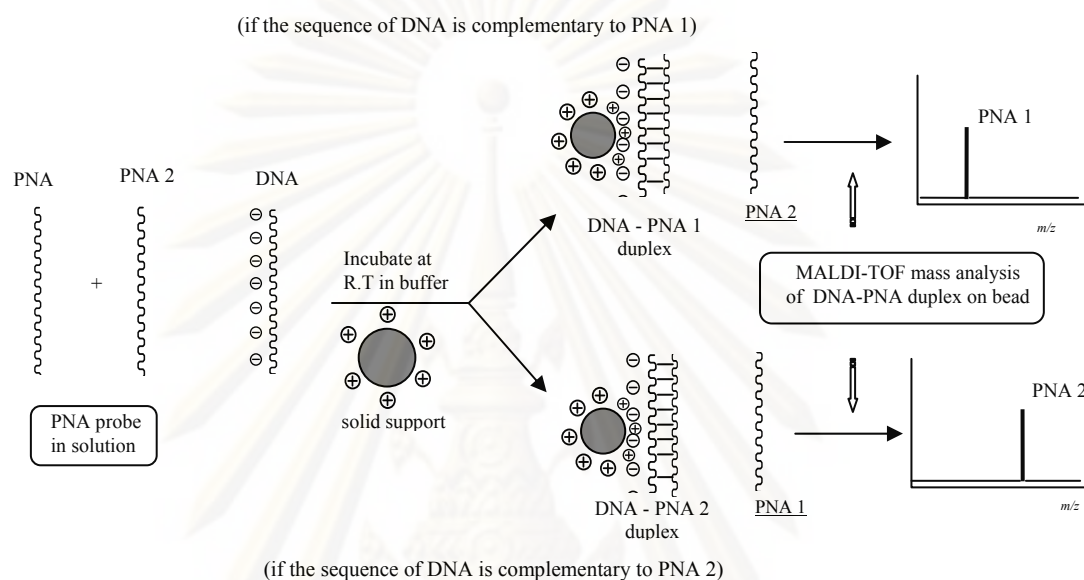 (if the sequence of DNA is complementary to PNA 1)
PNA
PNA 2
DNA
+
PNA probe
in solution
Incubate at
R.T in buffer
solid support
DNA - PNA 1
duplex
PNA 2
PNA 1
m/z
MALDI-TOF mass analysis
of DNA-PNA duplex on bead
DNA - PNA 2
duplex
PNA 1
PNA 2
m/z
(if the sequence of DNA is complementary to PNA 2)